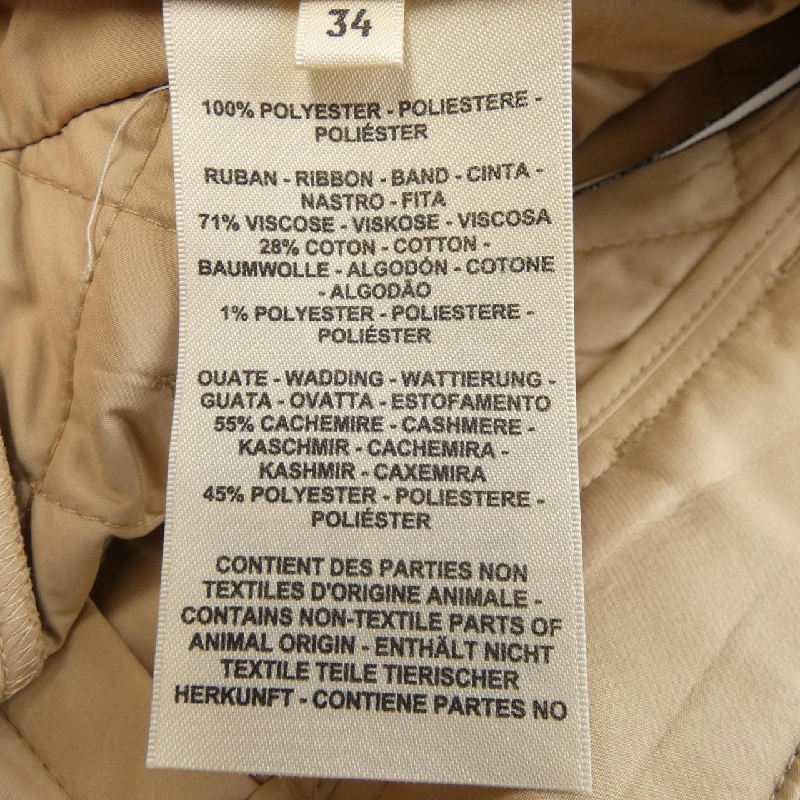 34
100% POLYESTER - POLIESTERE -
POLIÉSTER
RUBAN - RIBBON - BAND - CINTA -
NASTRO - FITA
71% VISCOSE - VISKOSE - VISCOSA
28% COTON - COTTON -
BAUMWOLLE - ALGODÓN - COTONE
- ALGODÃO
1% POLYESTER - POLIESTERE -
POLIÉSTER
OUATE - WADDING - WATTIERUNG -
GUATA - OVATTA - ESTOFAMENTO
55% CACHEMIRE - CASHMERE -
KASCHMIR - CACHEMIRA -
KASHMIR - CAXEMIRA
45% POLYESTER - POLIESTERE -
POLIÉSTER
CONTIENT DES PARTIES NON
TEXTILES D'ORIGINE ANIMALE -
CONTAINS NON-TEXTILE PARTS OF
ANIMAL ORIGIN - ENTHÄLT NICHT
TEXTILE TEILE TIERISCHER
HERKUNFT - CONTIENE PARTES NO